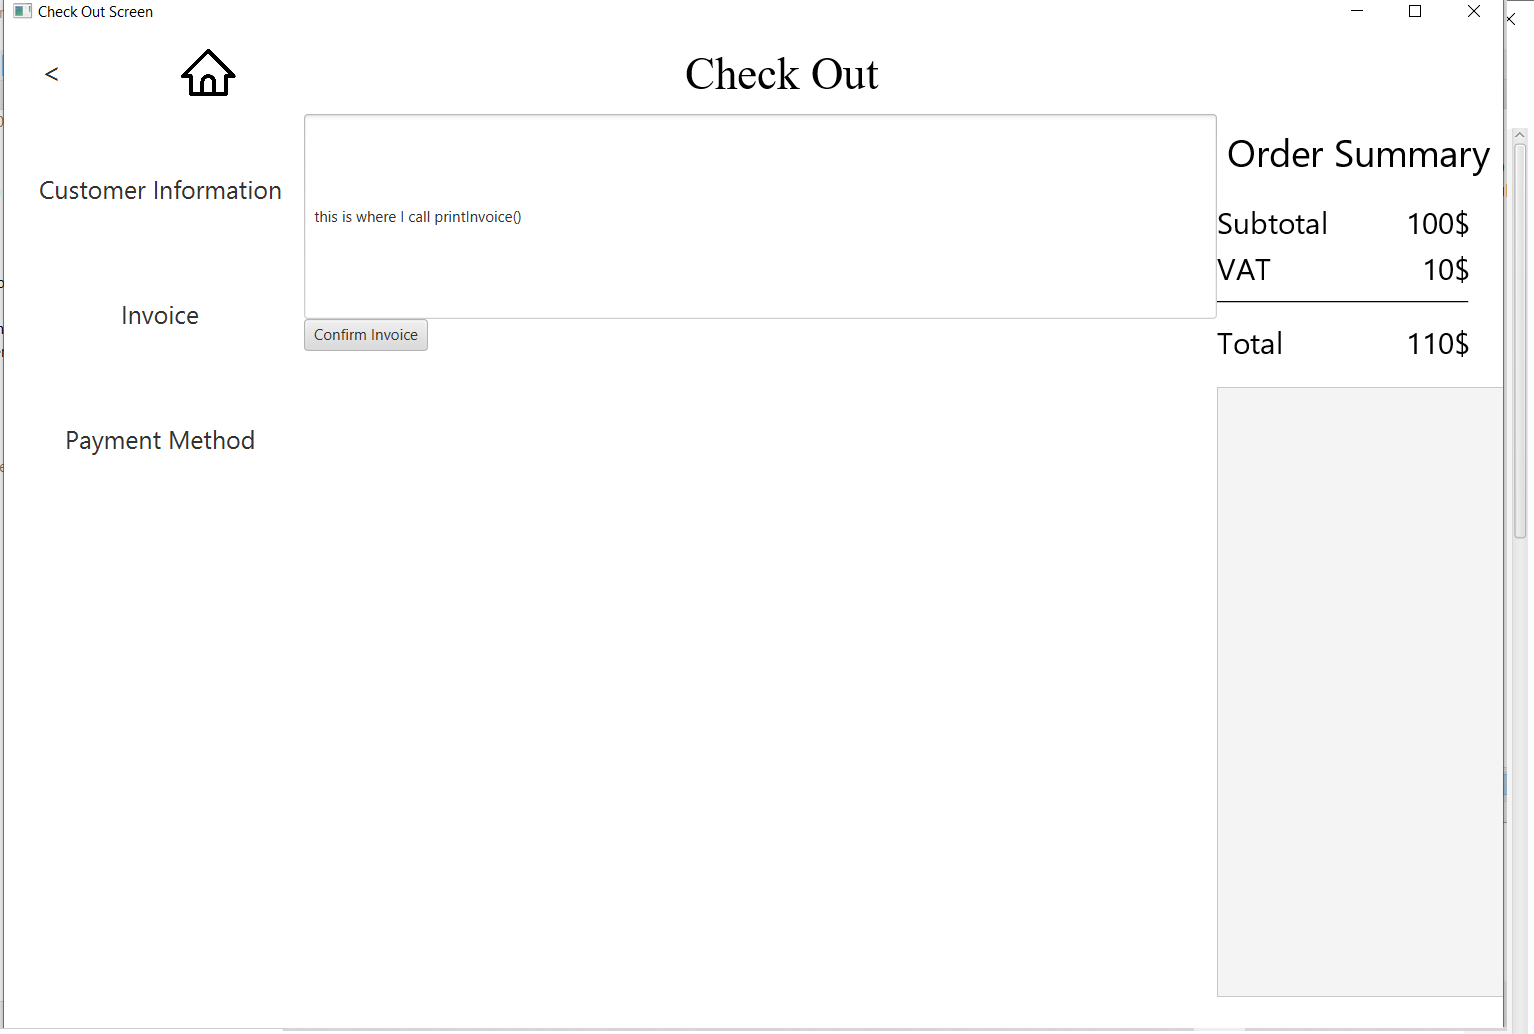 Check Out Screen
<
Check Out
Customer Information
Invoice
Payment Method
this is where I call printInvoice()
Confirm Invoice
Order Summary
Subtotal 100$
VAT 10$
Total 110$